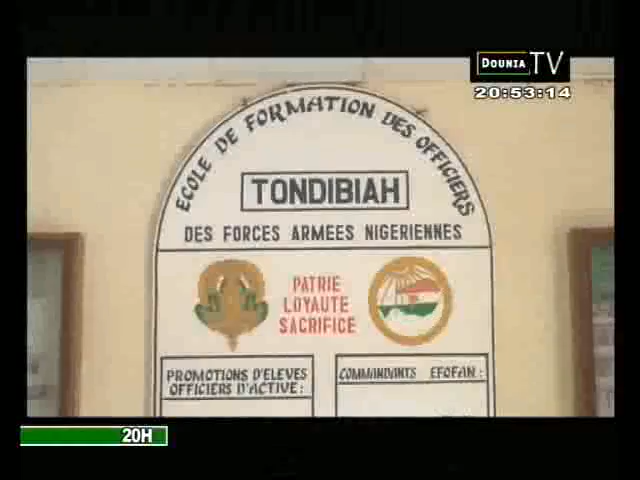 DOUNIA TV
20:53:14
ECOLE DE FORMATION DES OFFICIERS
TONDIBIAH
DES FORCES ARMEES NIGERIENNES
PATRIE
LOYAUTE
SACRIFICE
PROMOTIONS D'ELEVES
OFFICIERS D'ACTIVE:
COMMANDANTS EFOFAN:
20H